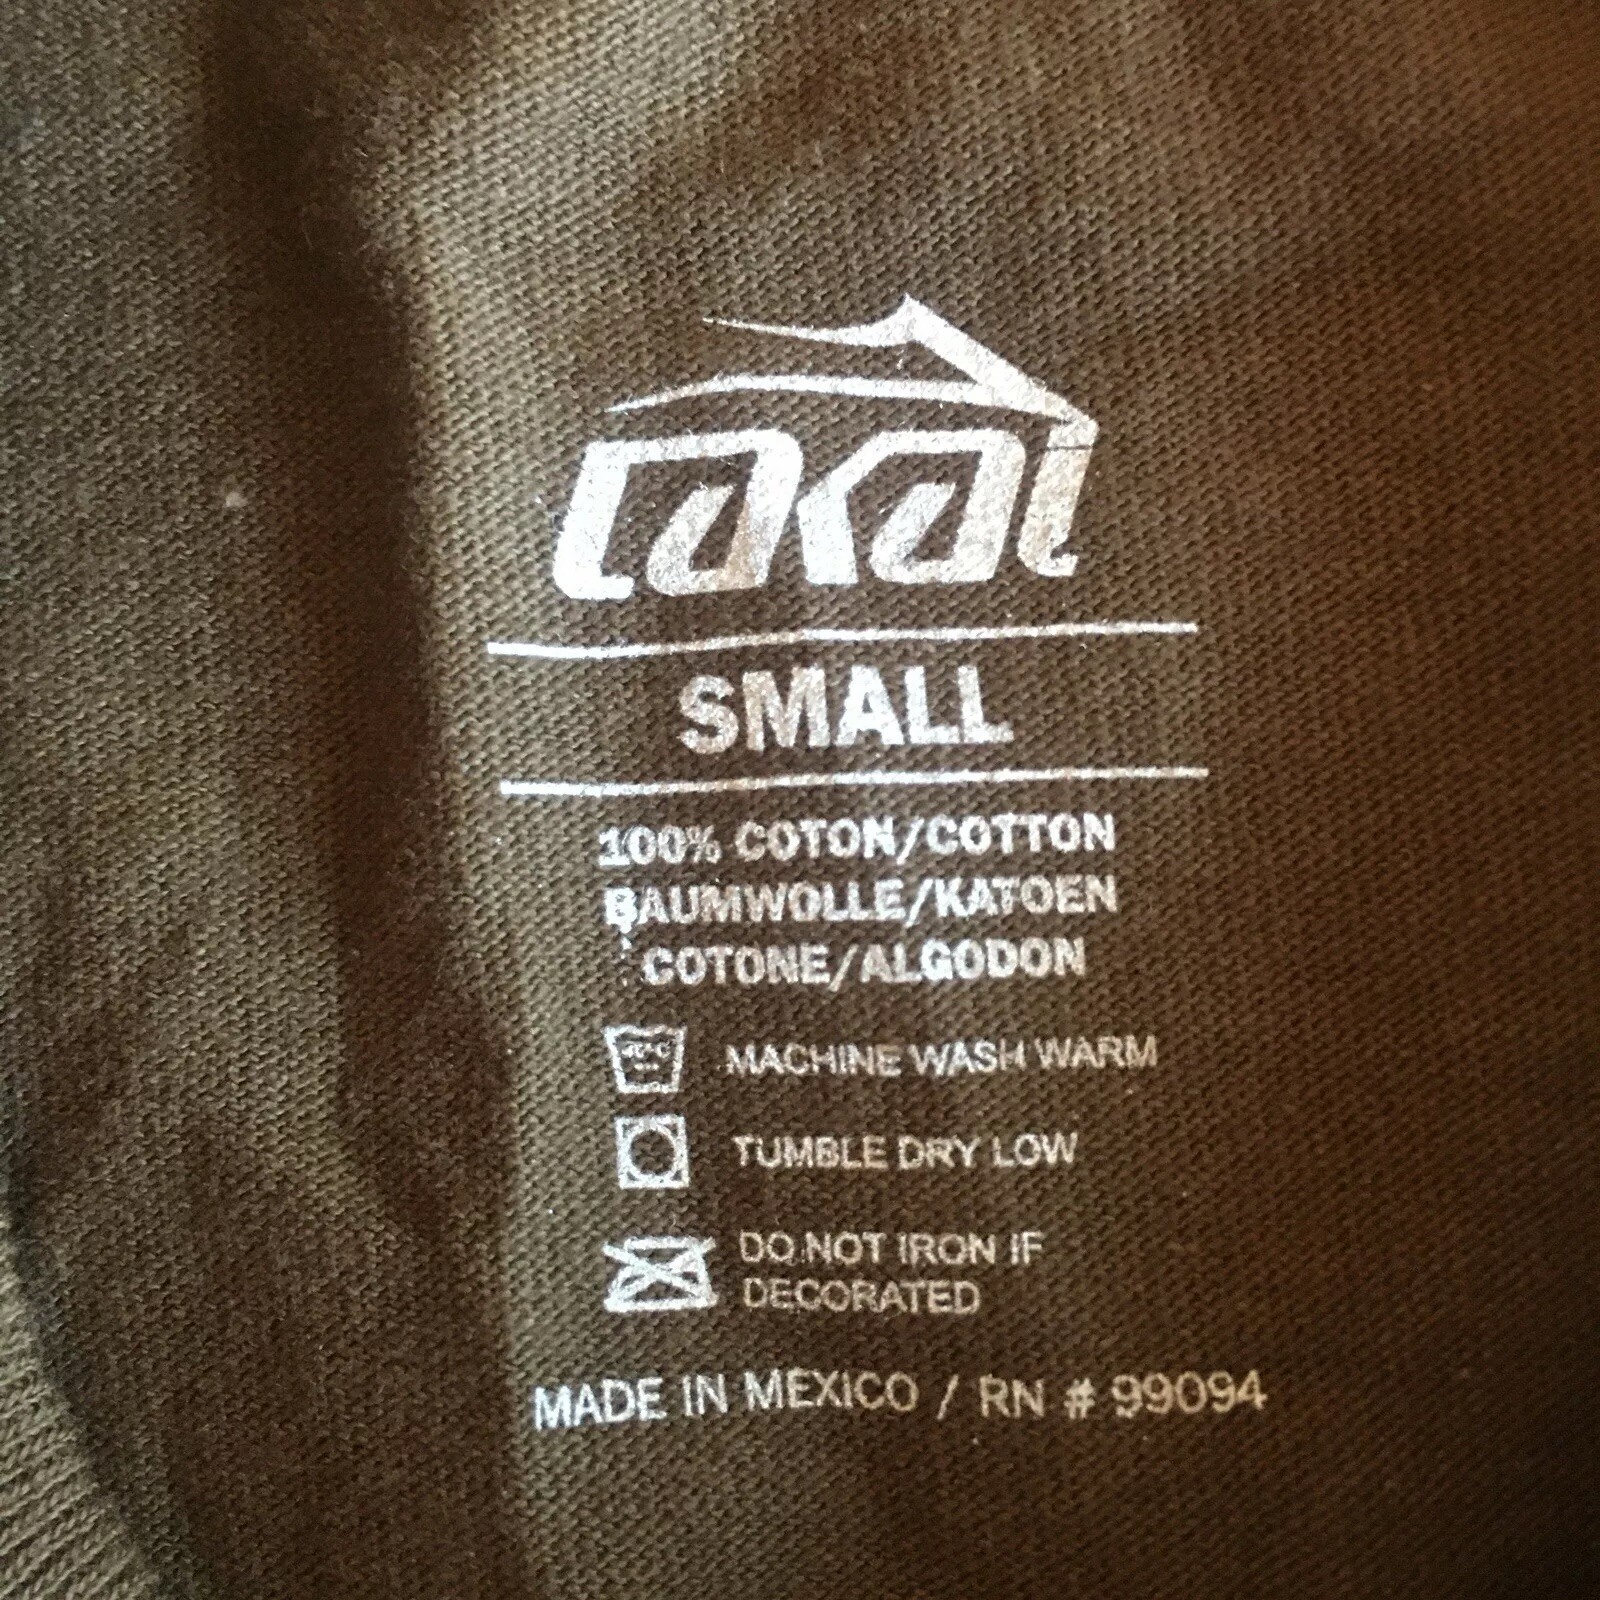 Lakai
SMALL
100% COTON/COTTON
BAUMWOLLE/KATOEN
COTONE/ALGODON
40°C
MACHINE WASH WARM
TUMBLE DRY LOW
DO NOT IRON IF
DECORATED
MADE IN MEXICO / RN # 99094